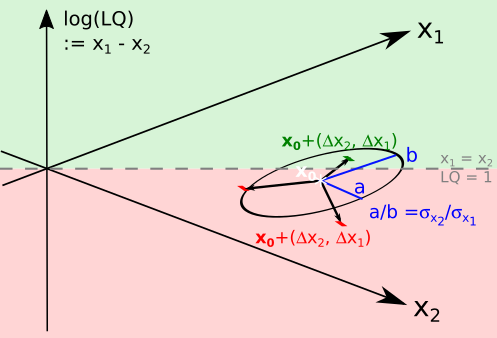 log(LQ)
:= x₁ - x₂
x₁
x₀+(Δx₂, Δx₁)
b
x₁ = x₂
LQ = 1
x₀
a
a/b =σₓ₂/σₓ₁
x₀+(Δx₂, Δx₁)
x₂